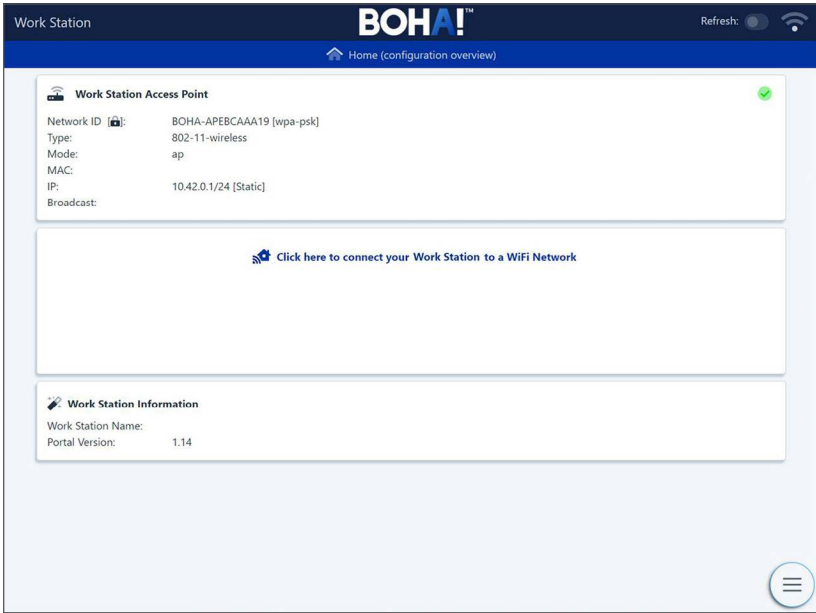 Work Station
BOHA!™
Refresh:
Home (configuration overview)
Work Station Access Point
Network ID [🔒]: BOHA-APEBCAAA19 [wpa-psk]
Type: 802-11-wireless
Mode: ap
MAC:
IP: 10.42.0.1/24 [Static]
Broadcast:
Click here to connect your Work Station to a WiFi Network
Work Station Information
Work Station Name:
Portal Version: 1.14